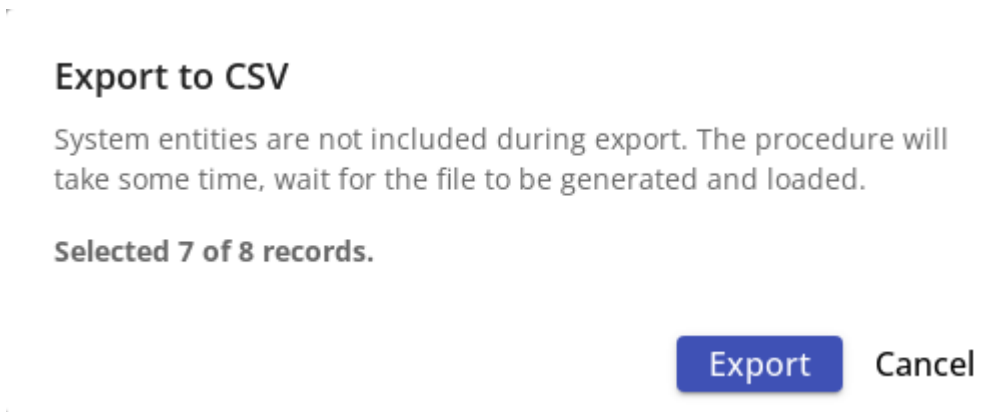 Export to CSV
System entities are not included during export. The procedure will
take some time, wait for the file to be generated and loaded.
Selected 7 of 8 records.
Export Cancel